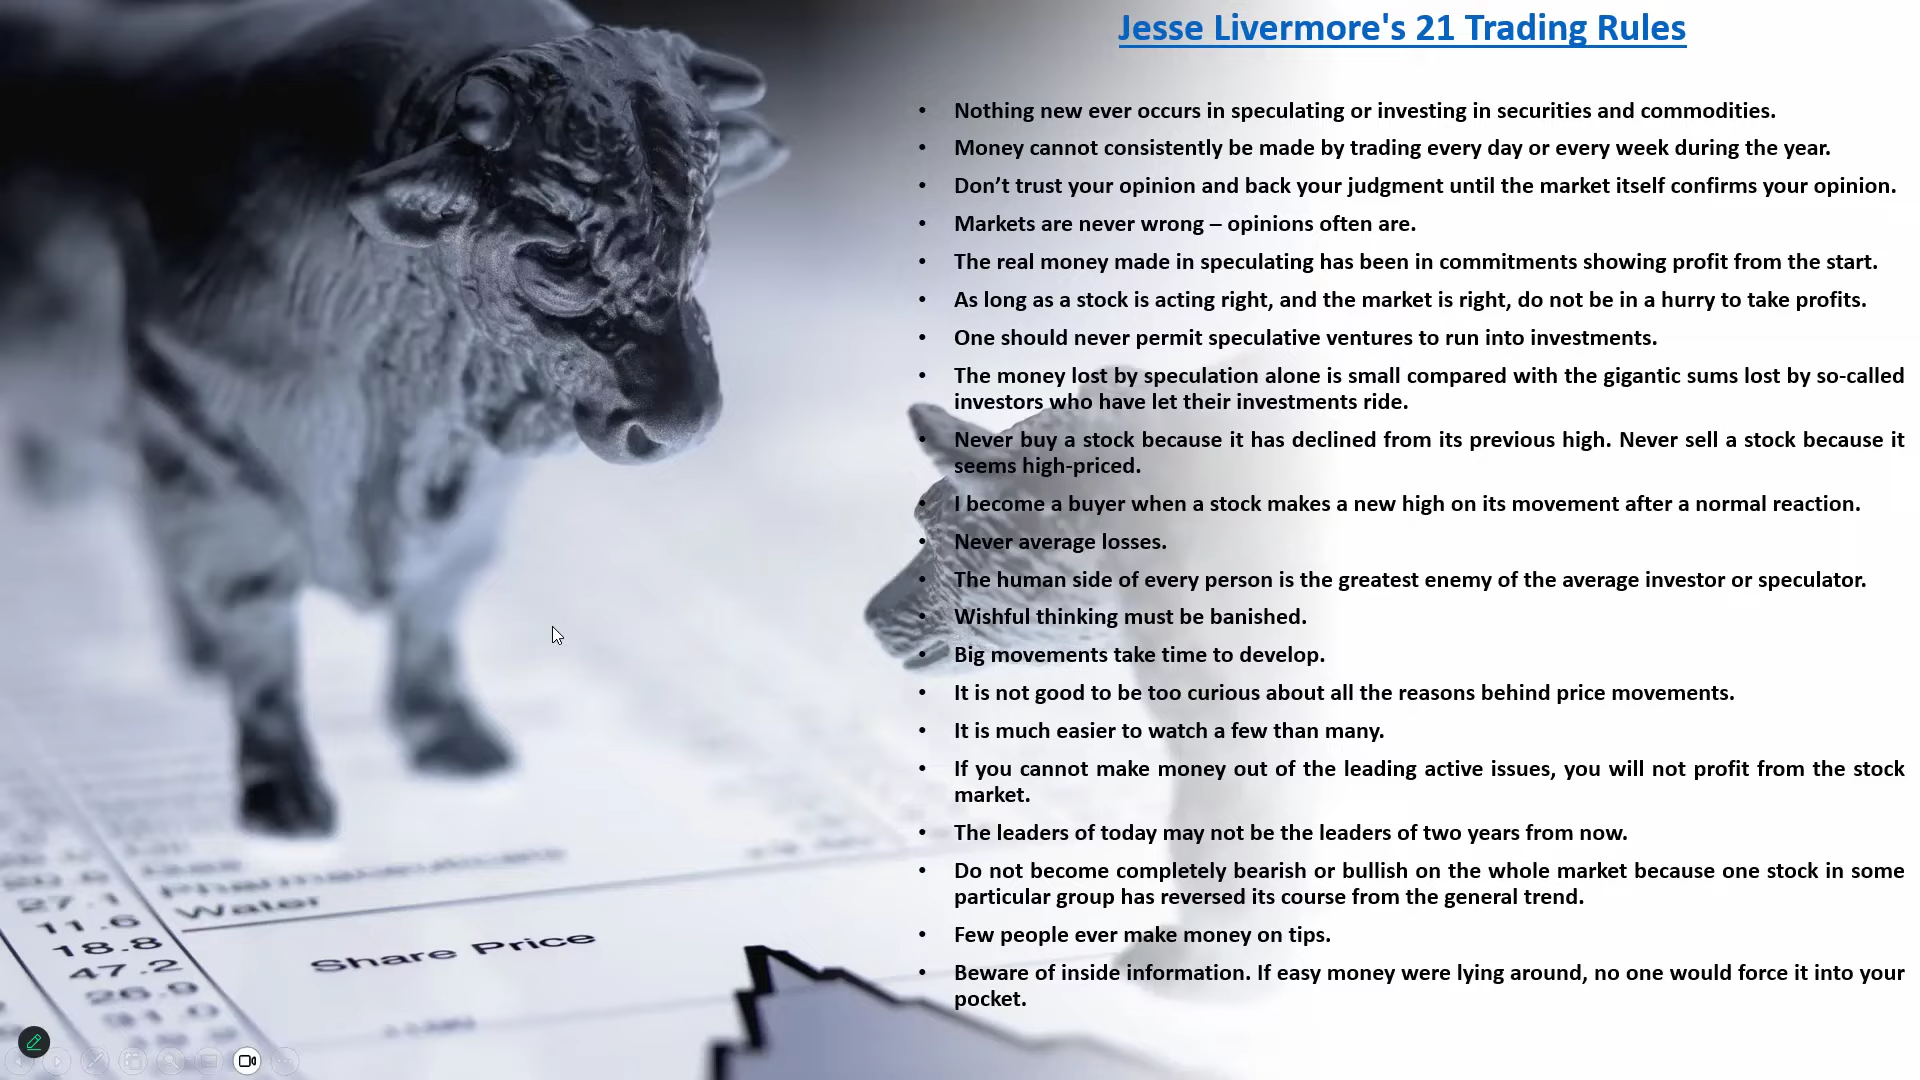 Jesse Livermore's 21 Trading Rules
• Nothing new ever occurs in speculating or investing in securities and commodities.
• Money cannot consistently be made by trading every day or every week during the year.
• Don’t trust your opinion and back your judgment until the market itself confirms your opinion.
• Markets are never wrong – opinions often are.
• The real money made in speculating has been in commitments showing profit from the start.
• As long as a stock is acting right, and the market is right, do not be in a hurry to take profits.
• One should never permit speculative ventures to run into investments.
• The money lost by speculation alone is small compared with the gigantic sums lost by so-called
investors who have let their investments ride.
• Never buy a stock because it has declined from its previous high. Never sell a stock because it
seems high-priced.
• I become a buyer when a stock makes a new high on its movement after a normal reaction.
• Never average losses.
• The human side of every person is the greatest enemy of the average investor or speculator.
• Wishful thinking must be banished.
• Big movements take time to develop.
• It is not good to be too curious about all the reasons behind price movements.
• It is much easier to watch a few than many.
• If you cannot make money out of the leading active issues, you will not profit from the stock
market.
• The leaders of today may not be the leaders of two years from now.
• Do not become completely bearish or bullish on the whole market because one stock in some
particular group has reversed its course from the general trend.
• Few people ever make money on tips.
• Beware of inside information. If easy money were lying around, no one would force it into your
pocket.
Pharmaceuticals
27.1 Water
11.6
18.8 Share Price
47.2
26.9
91.0